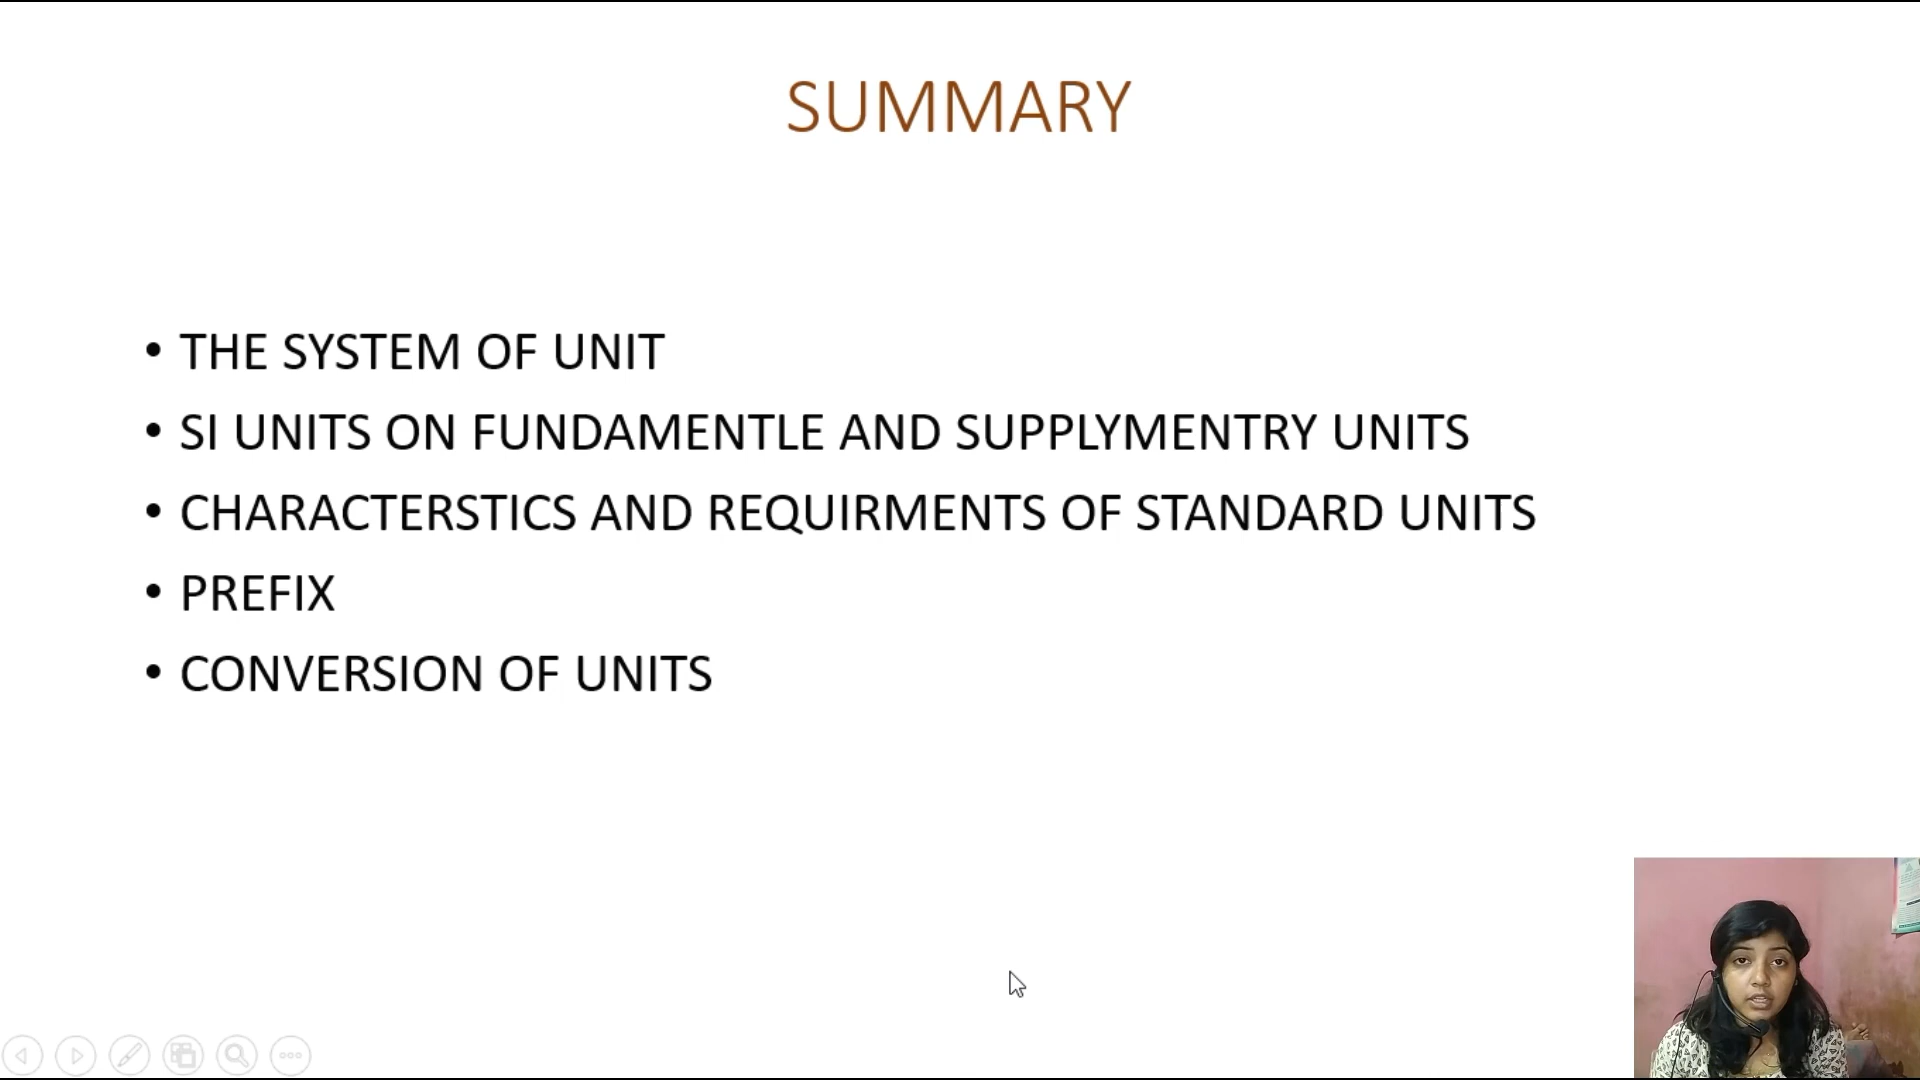 SUMMARY
• THE SYSTEM OF UNIT
• SI UNITS ON FUNDAMENTLE AND SUPPLYMENTRY UNITS
• CHARACTERSTICS AND REQUIRMENTS OF STANDARD UNITS
• PREFIX
• CONVERSION OF UNITS